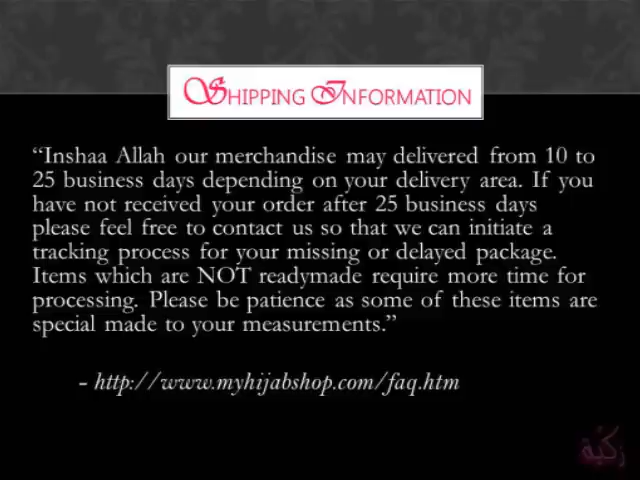 Shipping Information
“Inshaa Allah our merchandise may delivered from 10 to
25 business days depending on your delivery area. If you
have not received your order after 25 business days
please feel free to contact us so that we can initiate a
tracking process for your missing or delayed package.
Items which are NOT readymade require more time for
processing. Please be patience as some of these items are
special made to your measurements.”
- http://www.myhijabshop.com/faq.htm